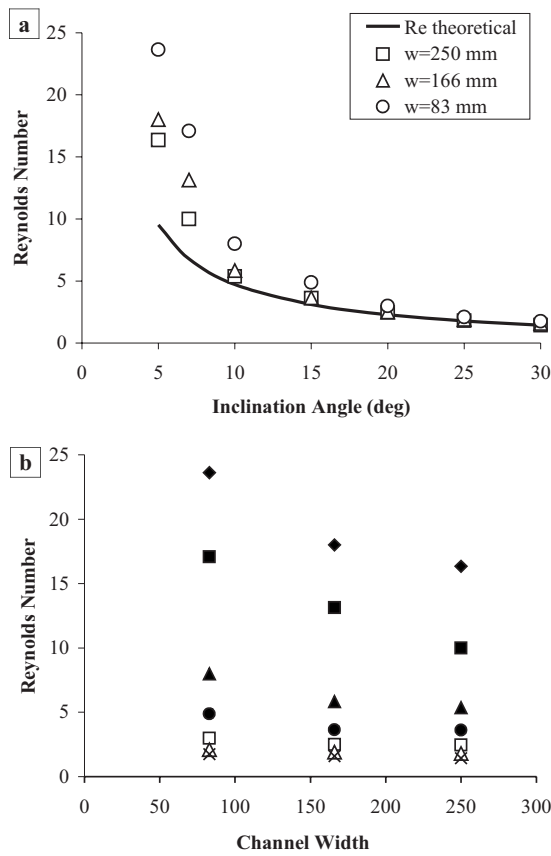 a
Re theoretical
w=250 mm
w=166 mm
w=83 mm
25
20
15
10
5
0
Reynolds Number
0 5 10 15 20 25 30
Inclination Angle (deg)
b
25
20
15
10
5
0
Reynolds Number
0 50 100 150 200 250 300
Channel Width